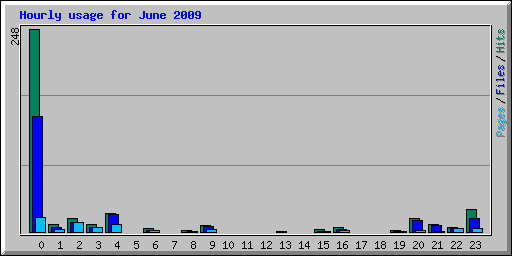 Hourly usage for June 2009
248
Pages/Files/Hits
0 1 2 3 4 5 6 7 8 9 10 11 12 13 14 15 16 17 18 19 20 21 22 23